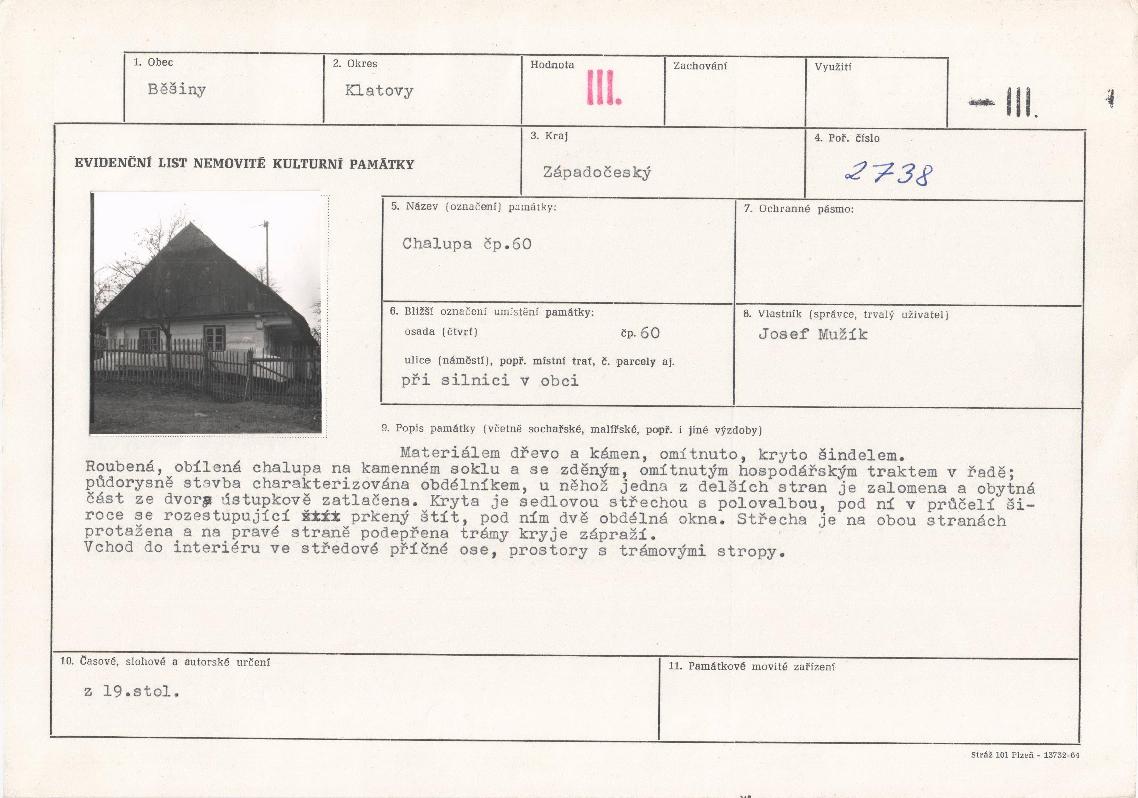 1. Obec
Běšiny
2. Okres
Klatovy
Hodnota
III.
Zachování
Využití
III.
EVIDENČNÍ LIST NEMOVITÉ KULTURNÍ PAMÁTKY
3. Kraj
Západočeský
4. Poř. číslo
2738
5. Název (označení) památky:
Chalupa čp.60
7. Ochranné pásmo:
6. Bližší označení umístění památky:
osada (čtvrť) čp. 60
ulice (náměstí), popř. místní trať, č. parcely aj.
při silnici v obci
8. Vlastník (správce, trvalý uživatel)
Josef Mužík
9. Popis památky (včetně sochařské, malířské, popř. i jiné výzdoby)
Materiálem dřevo a kámen, omítnuto, kryto šindelem.
Roubená, obílená chalupa na kamenném soklu a se zděným, omítnutým hospodářským traktem v řadě;
půdorysně stavba charakterizována obdélníkem, u něhož jedna z delších stran je zalomena a obytná
část ze dvora ústupkově zatlačena. Kryta je sedlovou střechou s polovalbou, pod ní v průčelí ši-
roce se rozestupující prkený štít, pod ním dvě obdélná okna. Střecha je na obou stranách
protažena a na pravé straně podepřena trámy kryje zápraží.
Vchod do interiéru ve středové příčné ose, prostory s trámovými stropy.
10. Časové, slohové a autorské určení
z 19.stol.
11. Památkově movité zařízení
Stráž 101 Plzeň - 13732-64